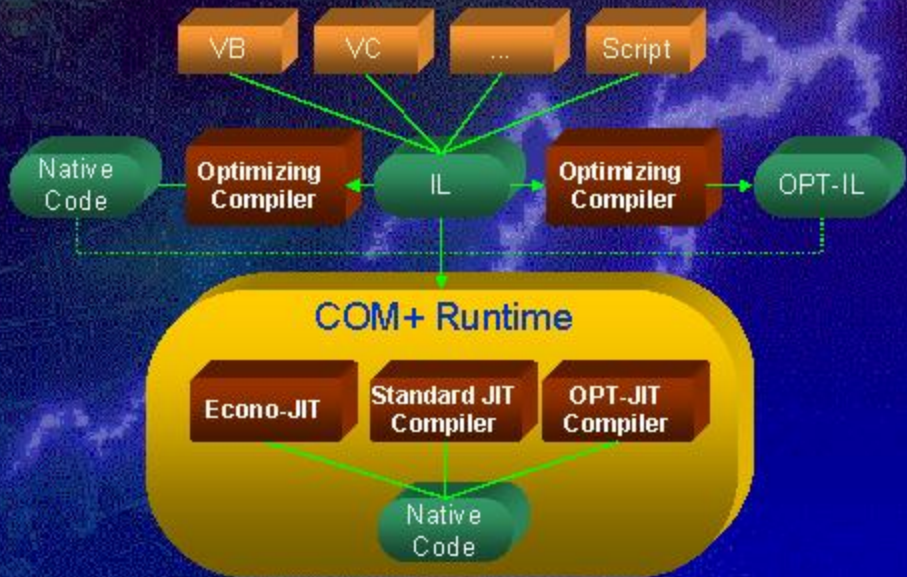 VB
VC
...
Script
Native
Code
Optimizing
Compiler
IL
Optimizing
Compiler
OPT-IL
COM+ Runtime
Econo-JIT
Standard JIT
Compiler
OPT-JIT
Compiler
Native
Code